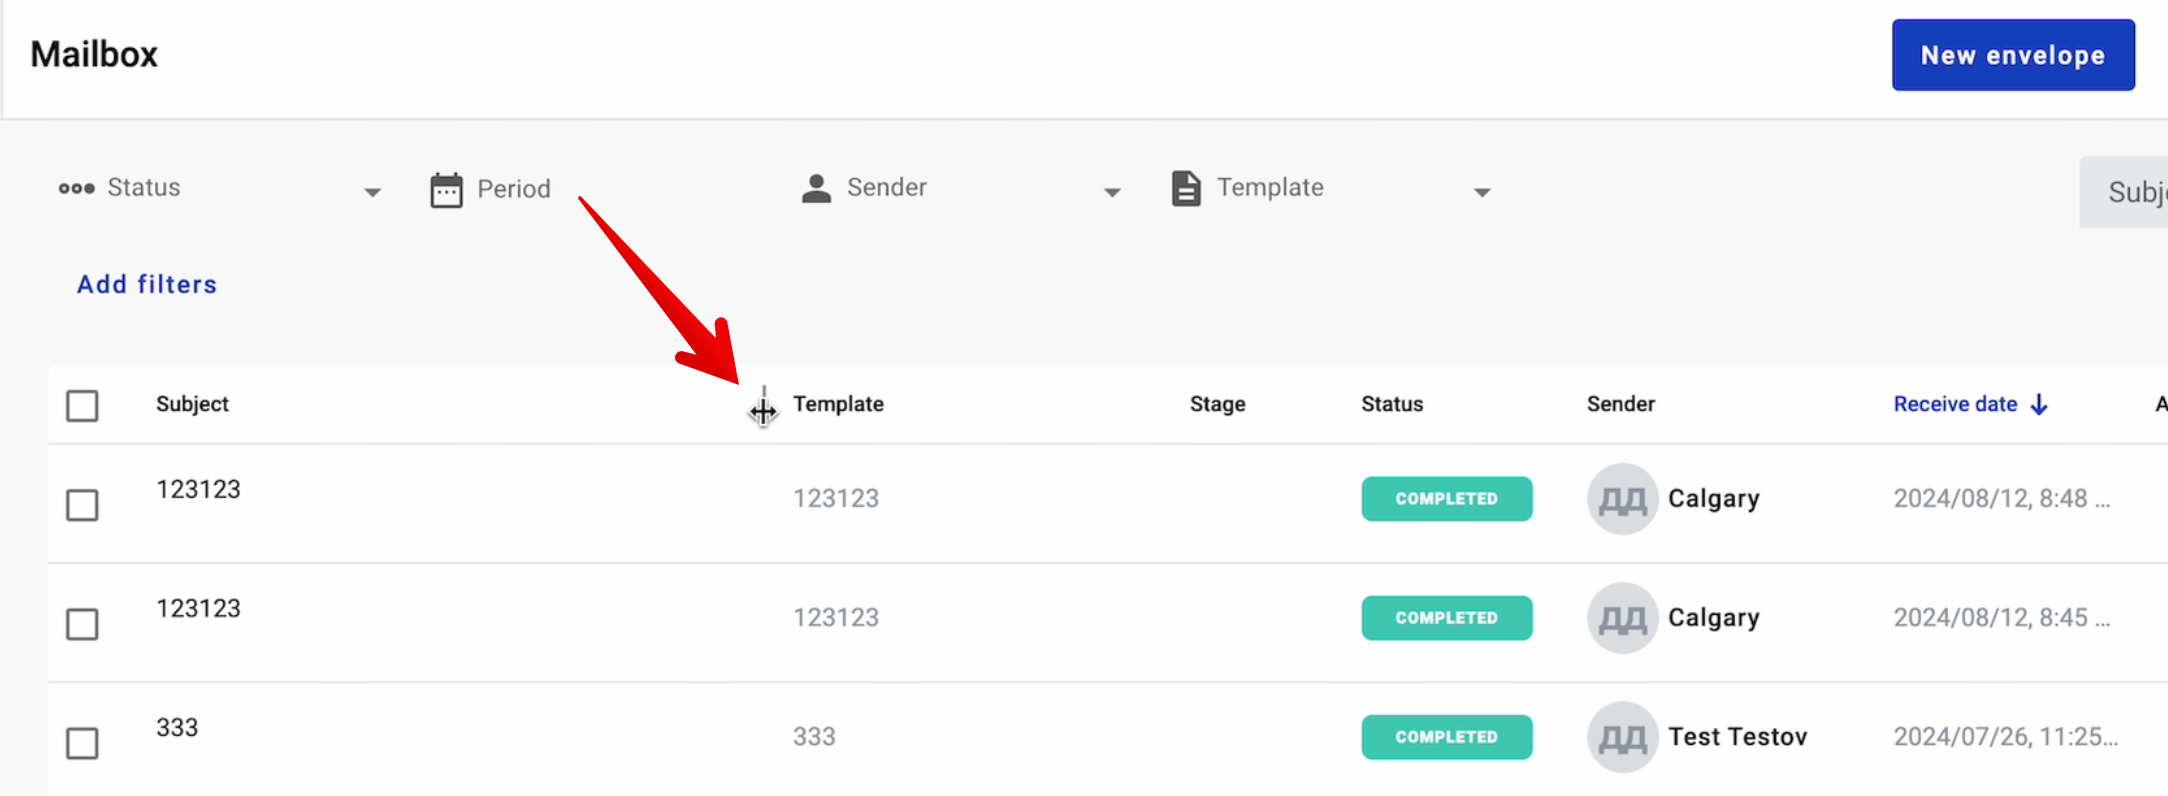 Mailbox
New envelope
Status Period Sender Template Subj
Add filters
Subject Template Stage Status Sender Receive date A
123123 123123 COMPLETED ДД Calgary 2024/08/12, 8:48 ...
123123 123123 COMPLETED ДД Calgary 2024/08/12, 8:45 ...
333 333 COMPLETED ДД Test Testov 2024/07/26, 11:25...